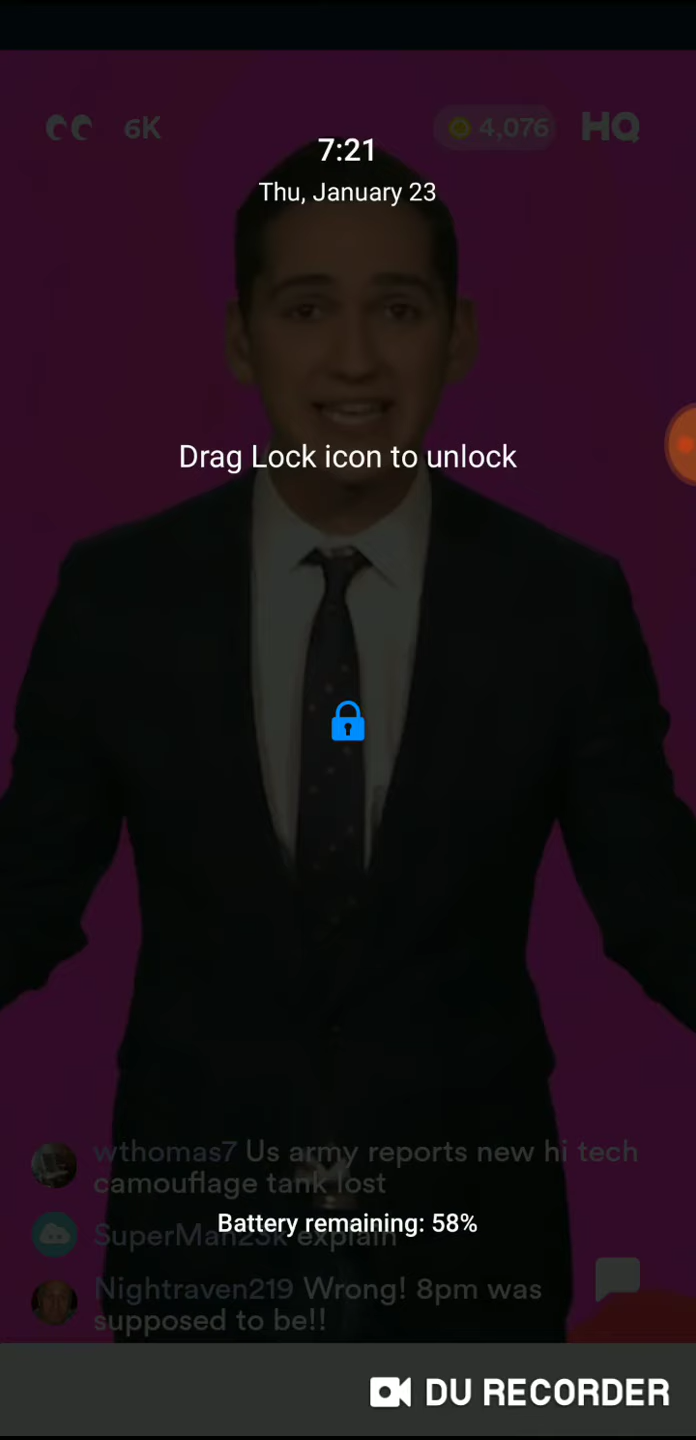 6K
4,076
HQ
7:21
Thu, January 23
Drag Lock icon to unlock
wthomas7 Us army reports new hi tech
camouflage tank lost
Battery remaining: 58%
SuperMan23k explain
Nightraven219 Wrong! 8pm was
supposed to be!!
DU RECORDER